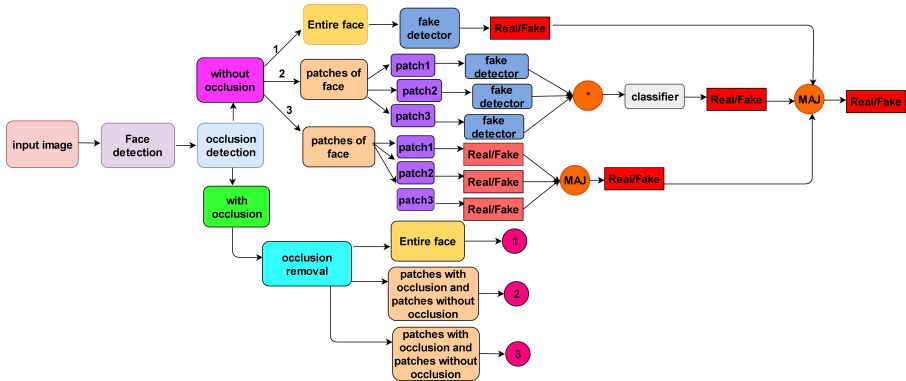 input image
Face
detection
occlusion
detection
without
occlusion
with
occlusion
1
Entire face
fake
detector
Real/Fake
2
patches of
face
patch1
patch2
patch3
fake
detector
fake
detector
fake
detector
*
classifier
Real/Fake
MAJ
Real/Fake
3
patches of
face
patch1
patch2
patch3
Real/Fake
Real/Fake
Real/Fake
MAJ
Real/Fake
occlusion
removal
Entire face
1
patches with
occlusion and
patches without
occlusion
2
patches with
occlusion and
patches without
occlusion
3